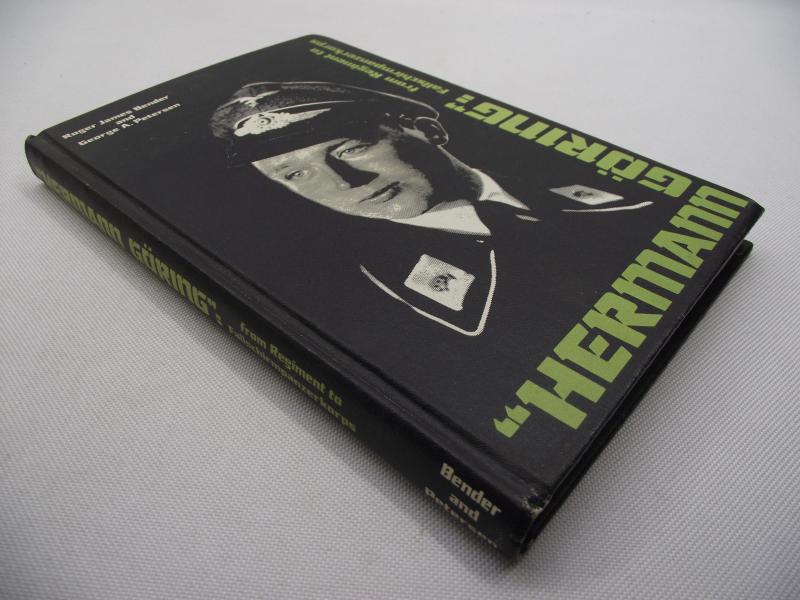 "HERMANN
GÖRING":
from Regiment to
Fallschirmpanzerkorps
Roger James Bender
and
George A. Petersen
"HERMANN GÖRING":
from Regiment to
Fallschirmpanzerkorps
Bender
and
Petersen